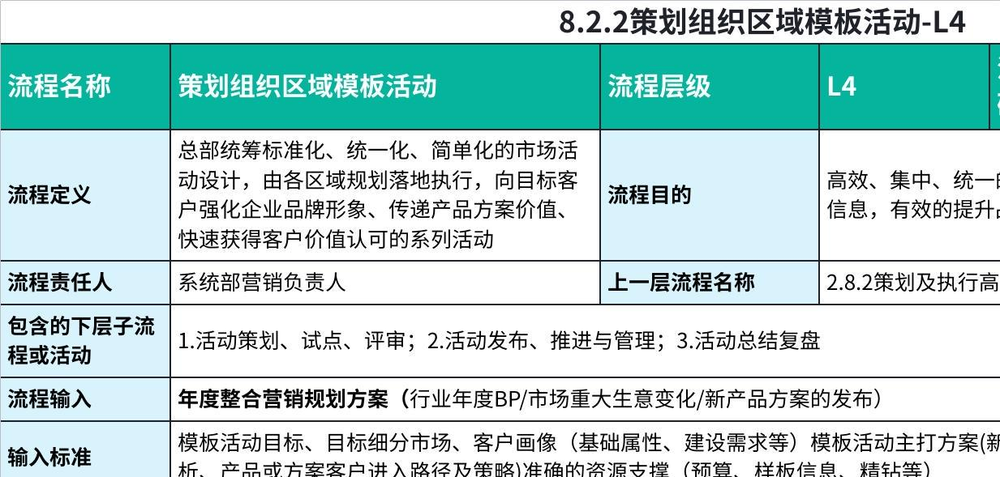 8.2.2策划组织区域模板活动-L4
流程名称
策划组织区域模板活动
流程层级
L4
流程定义
总部统筹标准化、统一化、简单化的市场活
动设计，由各区域规划落地执行，向目标客
户强化企业品牌形象、传递产品方案价值、
快速获得客户价值认可的系列活动
流程目的
高效、集中、统一的
信息，有效的提升
流程责任人
系统部营销负责人
上一层流程名称
2.8.2策划及执行高
包含的下层子流
程或活动
1.活动策划、试点、评审；2.活动发布、推进与管理；3.活动总结复盘
流程输入
年度整合营销规划方案（行业年度BP/市场重大生意变化/新产品方案的发布）
输入标准
模板活动目标、目标细分市场、客户画像（基础属性、建设需求等）模板活动主打方案(新
析、产品或方案客户进入路径及策略)准确的资源支撑（预算、样板信息、精钻等）